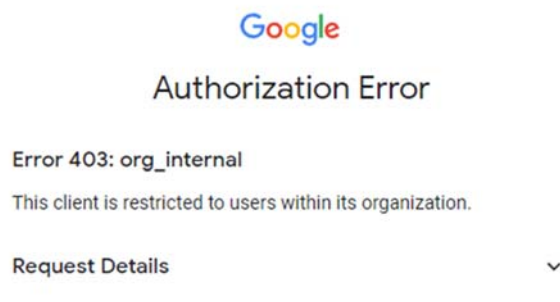 Google
Authorization Error
Error 403: org_internal
This client is restricted to users within its organization.
Request Details